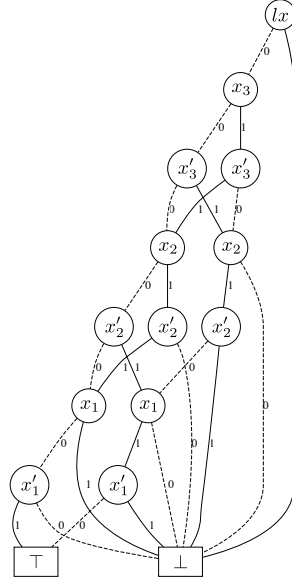 lx
0
x₃
0 1
x′₃ x′₃
0 1 1 0
x₂ x₂
0 1 1
x′₂ x′₂ x′₂
0 1 1 0 0
x₁ x₁
0 1 1 0 0 1
x′₁ x′₁
1 0 0 1
⊤ ⊥